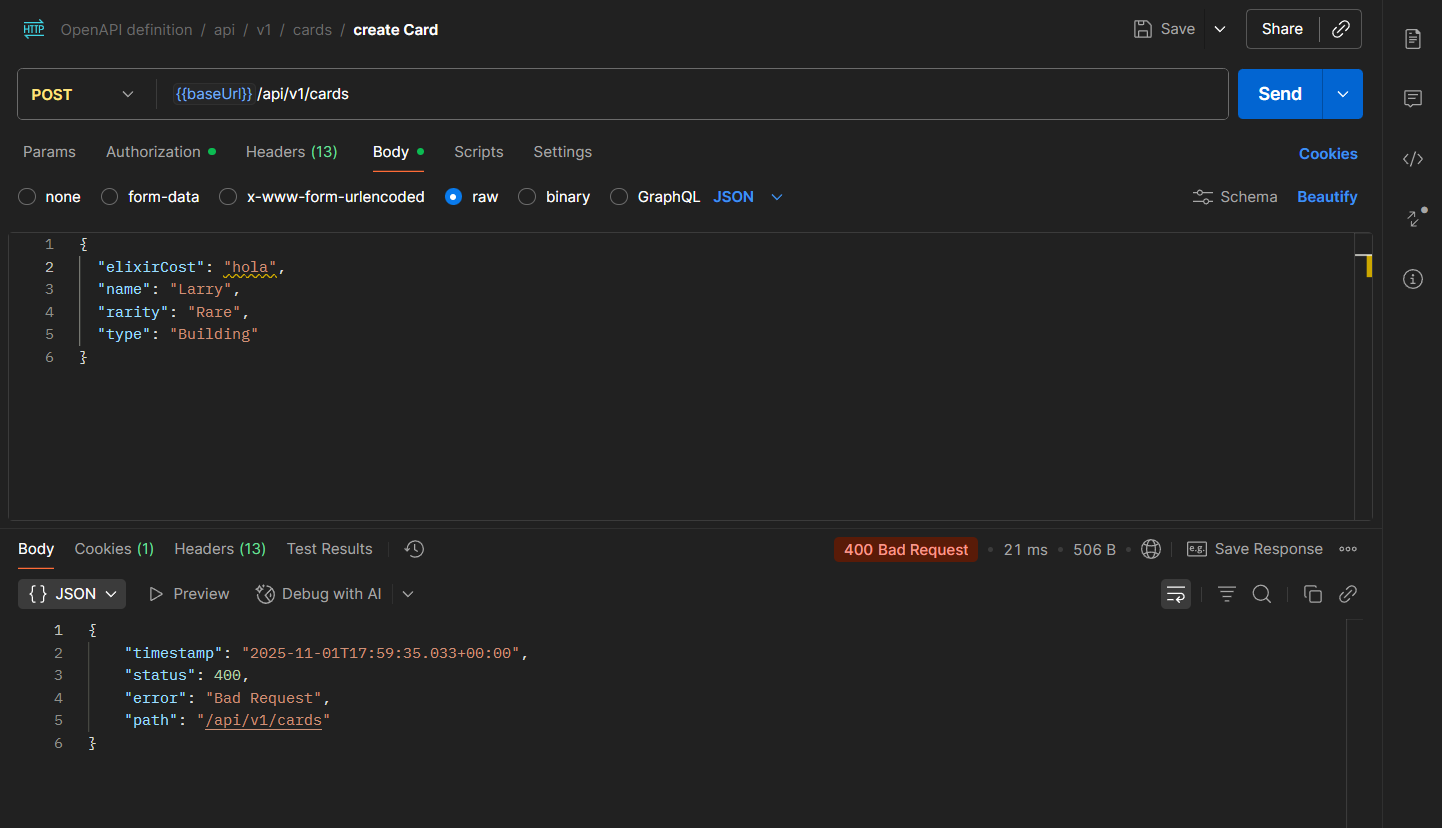 HTTP OpenAPI definition / api / v1 / cards / create Card Save Share
POST {{baseUrl}} /api/v1/cards Send
Params Authorization Headers (13) Body Scripts Settings Cookies
none form-data x-www-form-urlencoded raw binary GraphQL JSON Schema Beautify
1 {
2 "elixirCost": "hola",
3 "name": "Larry",
4 "rarity": "Rare",
5 "type": "Building"
6 }
Body Cookies (1) Headers (13) Test Results 400 Bad Request • 21 ms • 506 B • e.g. Save Response
{} JSON Preview Debug with AI
1 {
2 "timestamp": "2025-11-01T17:59:35.033+00:00",
3 "status": 400,
4 "error": "Bad Request",
5 "path": "/api/v1/cards"
6 }